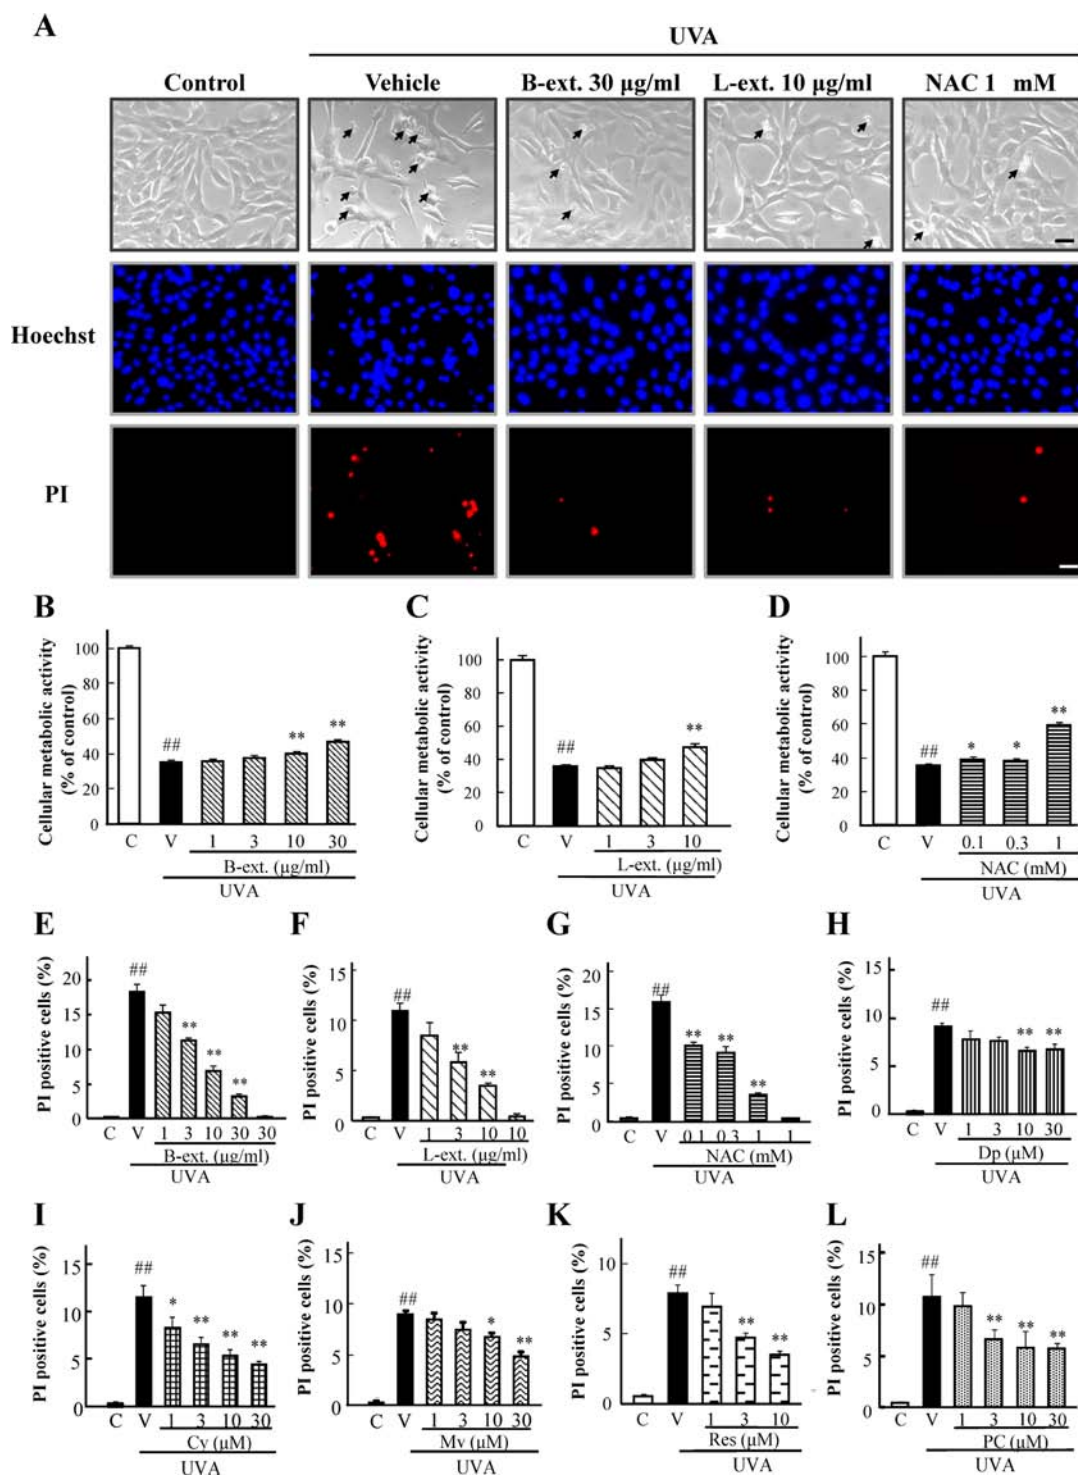 A
UVA
Control Vehicle B-ext. 30 µg/ml L-ext. 10 µg/ml NAC 1 mM
Hoechst
PI
B
Cellular metabolic activity
(% of control)
100
80
60
40
20
0
##
**
**
C V 1 3 10 30
B-ext. (µg/ml)
UVA
C
Cellular metabolic activity
(% of control)
100
80
60
40
20
0
##
**
C V 1 3 10
L-ext. (µg/ml)
UVA
D
Cellular metabolic activity
(% of control)
100
80
60
40
20
0
##
*
*
**
C V 0.1 0.3 1
NAC (mM)
UVA
E
PI positive cells (%)
20
15
10
5
0
##
**
**
**
C V 1 3 10 30 30
B-ext. (µg/ml)
UVA
F
PI positive cells (%)
15
10
5
0
##
**
**
C V 1 3 10 10
L-ext. (µg/ml)
UVA
G
PI positive cells (%)
20
15
10
5
0
##
**
**
**
C V 0.1 0.3 1 1
NAC (mM)
UVA
H
PI positive cells (%)
15
10
5
0
##
**
**
C V 1 3 10 30
Dp (µM)
UVA
I
PI positive cells (%)
15
10
5
0
##
*
**
**
**
C V 1 3 10 30
Cy (µM)
UVA
J
PI positive cells (%)
15
10
5
0
##
*
**
C V 1 3 10 30
Mv (µM)
UVA
K
PI positive cells (%)
10
5
0
##
**
**
C V 1 3 10
Res (µM)
UVA
L
PI positive cells (%)
15
10
5
0
##
**
**
**
C V 1 3 10 30
PC (µM)
UVA